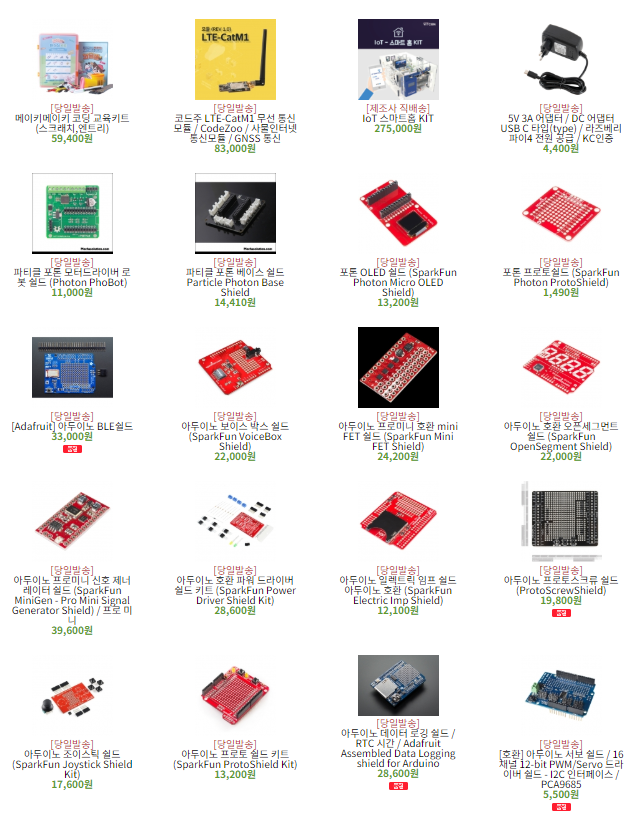 모듈 (REV 1.0)
LTE-CatM1
IoT - 스마트 홈 KIT
[당일발송]
메이키메이키 코딩 교육키트
(스크래치,엔트리)
59,400원
[당일발송]
코드주 LTE-CatM1 무선 통신
모듈 / CodeZoo / 사물인터넷
통신모듈 / GNSS 통신
83,000원
[제조사 직배송]
IoT 스마트홈 KIT
275,000원
[당일발송]
5V 3A 어댑터 / DC 어댑터
USB C 타입(type) / 라즈베리
파이4 전원 공급 / KC인증
4,400원
[당일발송]
파티클 포톤 모터드라이버 로
봇 쉴드 (Photon PhoBot)
11,000원
[당일발송]
파티클 포톤 베이스 쉴드
Particle Photon Base
Shield
14,410원
[당일발송]
포톤 OLED 쉴드 (SparkFun
Photon Micro OLED
Shield)
13,200원
[당일발송]
포톤 프로토쉴드 (SparkFun
Photon ProtoShield)
1,490원
[당일발송]
[Adafruit] 아두이노 BLE쉴드
33,000원
품절
[당일발송]
아두이노 보이스 박스 쉴드
(SparkFun VoiceBox
Shield)
22,000원
[당일발송]
아두이노 프로미니 호환 mini
FET 쉴드 (SparkFun Mini
FET Shield)
24,200원
[당일발송]
아두이노 호환 오픈세그먼트
쉴드 (SparkFun
OpenSegment Shield)
22,000원
[당일발송]
아두이노 프로미니 신호 제너
레이터 쉴드 (SparkFun
MiniGen - Pro Mini Signal
Generator Shield) / 프로 미
니
39,600원
[당일발송]
아두이노 호환 파워 드라이버
쉴드 키트 (SparkFun Power
Driver Shield Kit)
28,600원
[당일발송]
아두이노 일렉트릭 임프 쉴드
아두이노 호환 (SparkFun
Electric Imp Shield)
12,100원
[당일발송]
아두이노 프로토스크류 쉴드
(ProtoScrewShield)
19,800원
품절
[당일발송]
아두이노 조이스틱 쉴드
(SparkFun Joystick Shield
Kit)
17,600원
[당일발송]
아두이노 프로토 쉴드 키트
(SparkFun ProtoShield Kit)
13,200원
[당일발송]
아두이노 데이터 로깅 쉴드 /
RTC 시간 / Adafruit
Assembled Data Logging
shield for Arduino
28,600원
품절
[당일발송]
[호환] 아두이노 서보 쉴드 / 16
채널 12-bit PWM/Servo 드라
이버 쉴드 - I2C 인터페이스 /
PCA9685
5,500원
품절